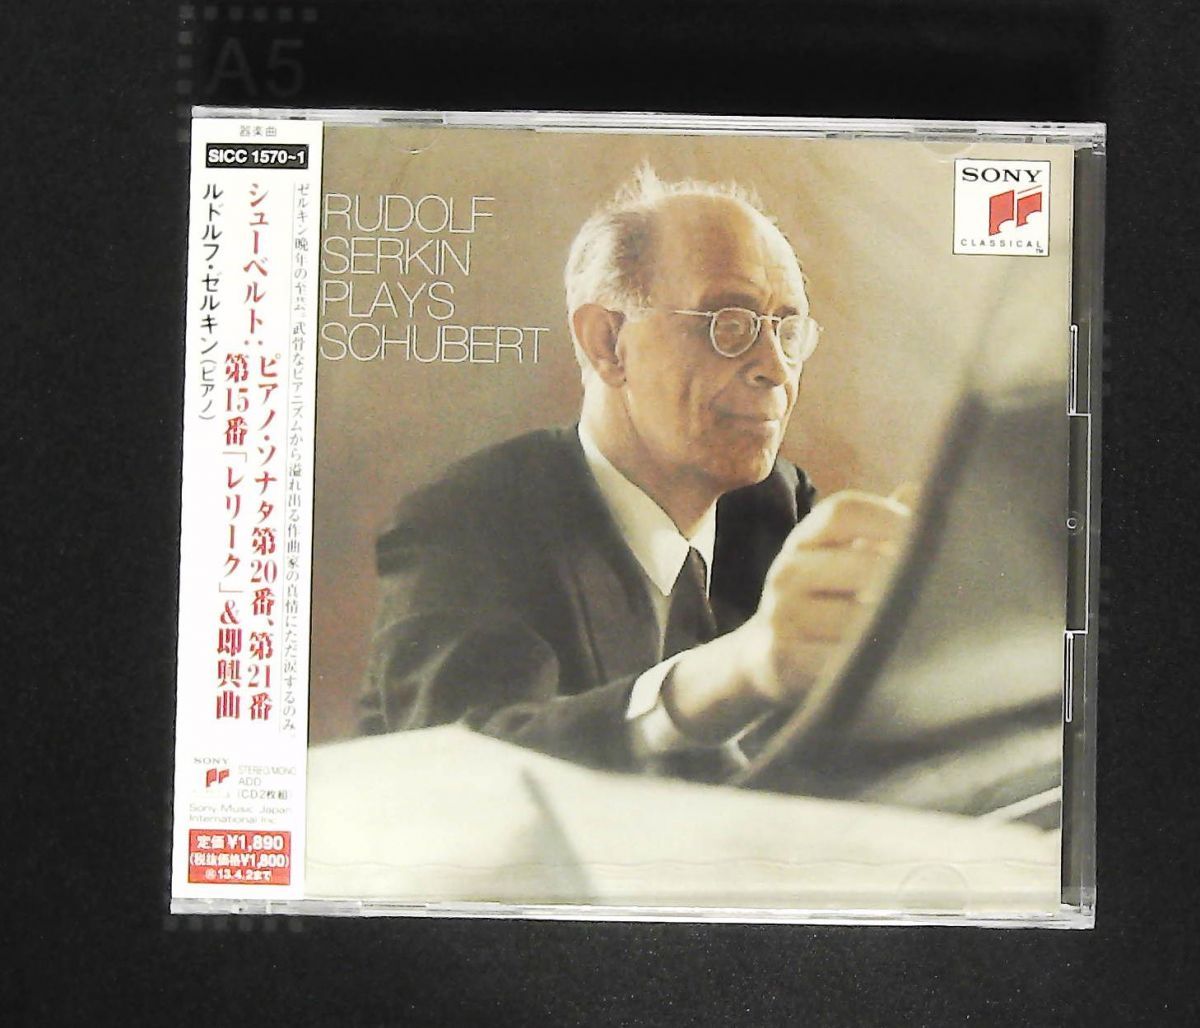 A5
器楽曲
SICC 1570~1
ゼルキン晩年の至芸。武骨なピアニズムから溢れ出る作曲家の真情にただ涙するのみ。
シューベルト:ピアノ・ソナタ第20番、第21番
第15番「レリーク」&即興曲
ルドルフ・ゼルキン(ピアノ)
SONY
STEREO/MONO
ADD
(CD2枚組)
Sony Music Japan
International Inc.
定価¥1,890
(税抜価格¥1,800)
13.4.2まで
RUDOLF
SERKIN
PLAYS
SCHUBERT
SONY
CLASSICAL
TM